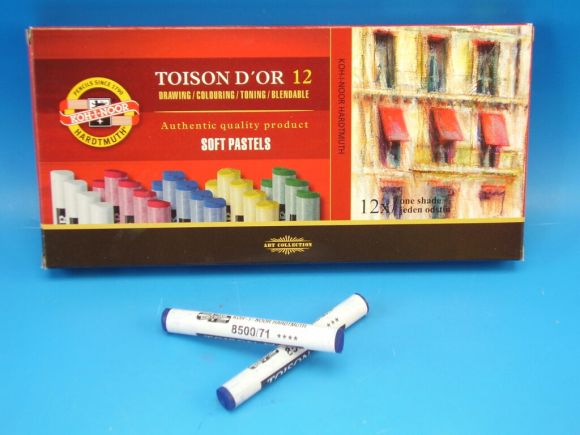 PENCILS SINCE 1790
KOH-I-NOOR
HARDTMUTH
TOISON D'OR 12
DRAWING/COLOURING/TONING/BLENDABLE
Authentic quality product
SOFT PASTELS
KOH-I-NOOR HARDTMUTH
12x
one shade
jeden odstín
ART COLLECTION
KOH-I-NOOR HARDTMUTH
8500/71 ****
TOISON